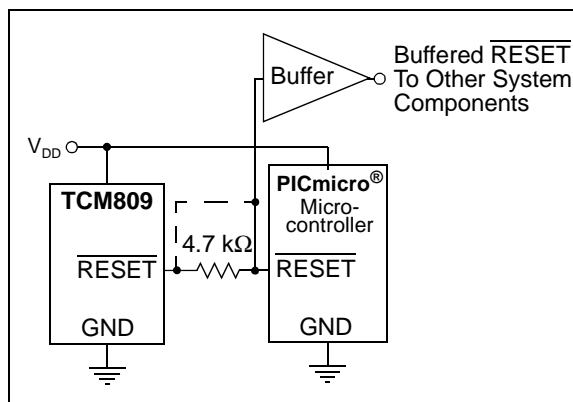 Buffer
Buffered RESET
To Other System
Components
VDD
TCM809
PICmicro®
Micro-
controller
4.7 kΩ
RESET
RESET
GND
GND